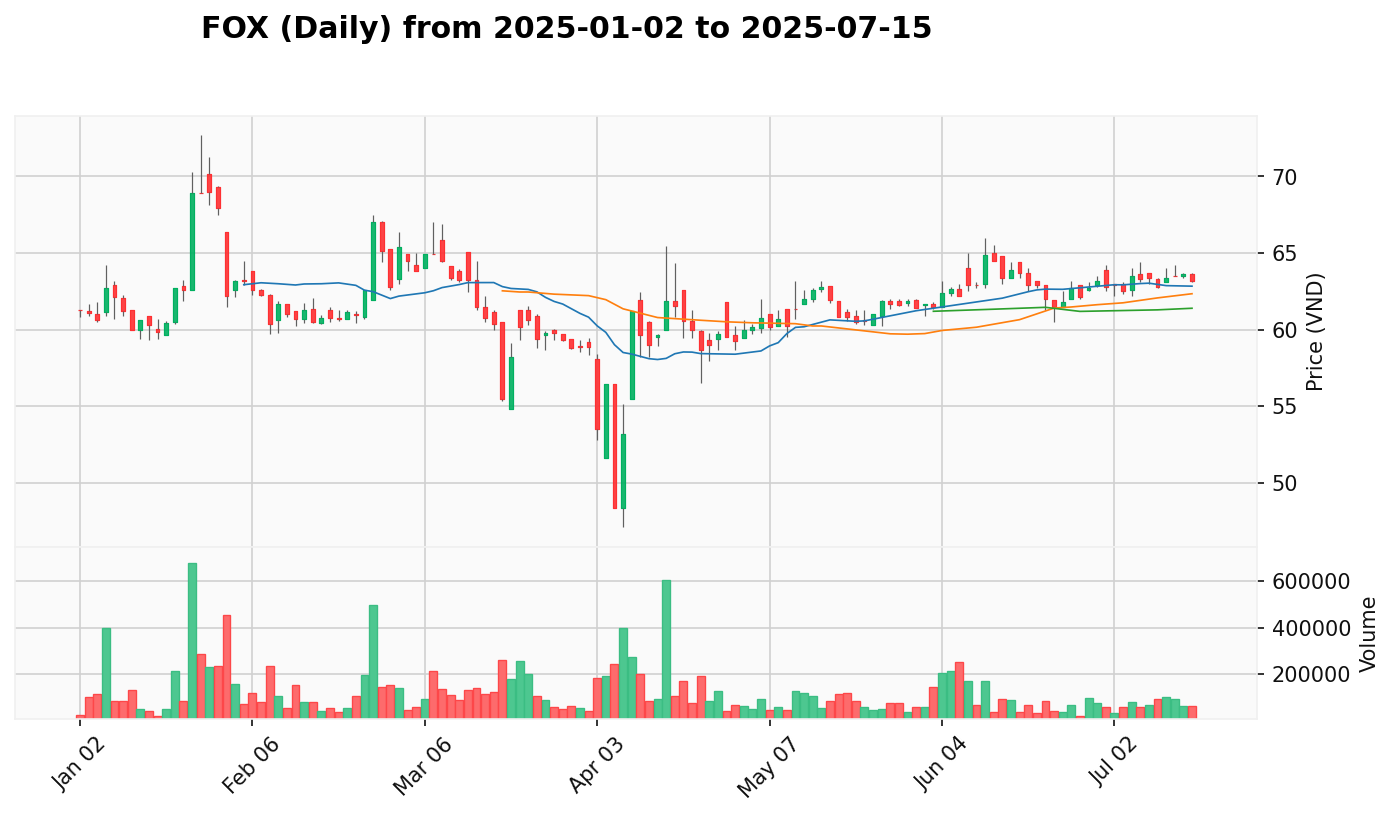 FOX (Daily) from 2025-01-02 to 2025-07-15
70
65
60
55
50
Price (VND)
600000
400000
200000
Volume
Jan 02
Feb 06
Mar 06
Apr 03
May 07
Jun 04
Jul 02